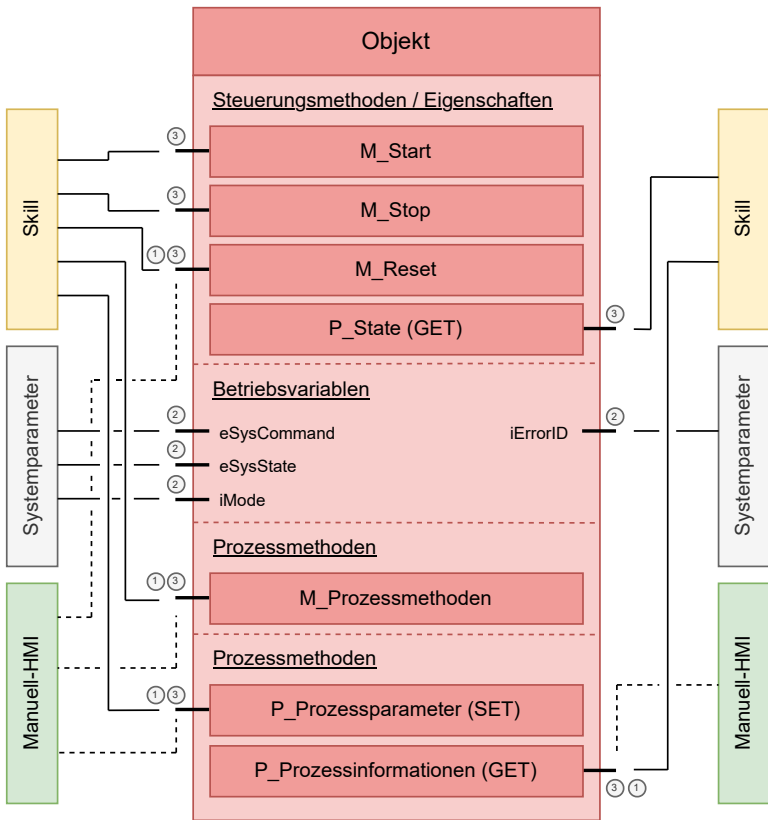 Objekt
Steuerungsmethoden / Eigenschaften
3
M_Start
3
M_Stop
1 3
M_Reset
P_State (GET)
3
Skill
Skill
Betriebsvariablen
2
eSysCommand
iErrorID
2
2
eSysState
2
iMode
Systemparameter
Systemparameter
Prozessmethoden
1 3
M_Prozessmethoden
Prozessmethoden
1 3
P_Prozessparameter (SET)
P_Prozessinformationen (GET)
3 1
Manuell-HMI
Manuell-HMI